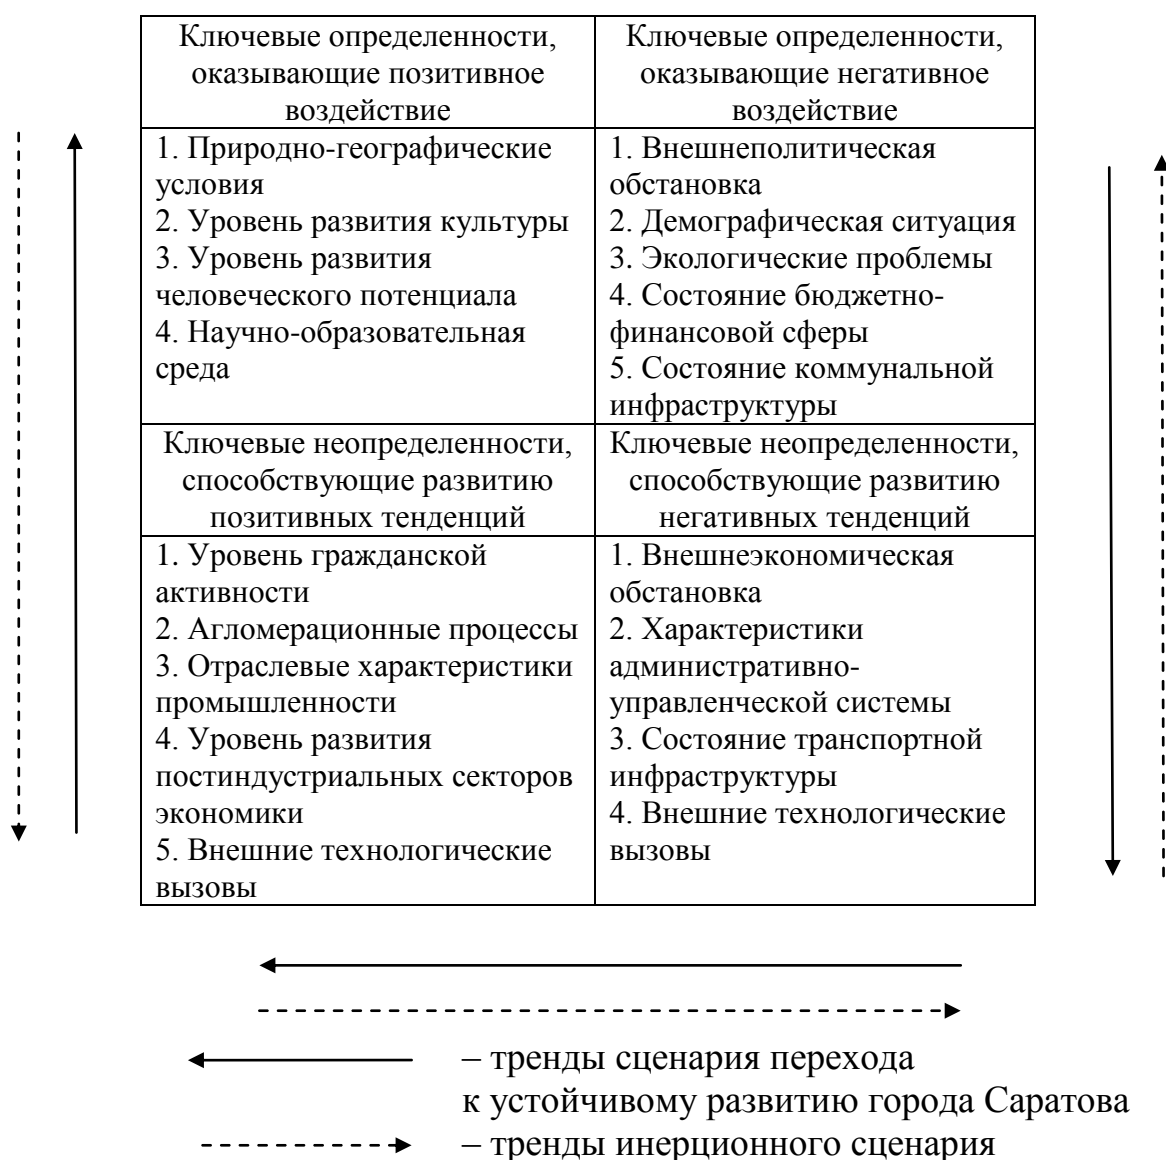 Ключевые определенности,
оказывающие позитивное
воздействие
Ключевые определенности,
оказывающие негативное
воздействие
1. Природно-географические
условия
2. Уровень развития культуры
3. Уровень развития
человеческого потенциала
4. Научно-образовательная
среда
1. Внешнеполитическая
обстановка
2. Демографическая ситуация
3. Экологические проблемы
4. Состояние бюджетно-
финансовой сферы
5. Состояние коммунальной
инфраструктуры
Ключевые неопределенности,
способствующие развитию
позитивных тенденций
Ключевые неопределенности,
способствующие развитию
негативных тенденций
1. Уровень гражданской
активности
2. Агломерационные процессы
3. Отраслевые характеристики
промышленности
4. Уровень развития
постиндустриальных секторов
экономики
5. Внешние технологические
вызовы
1. Внешнеэкономическая
обстановка
2. Характеристики
административно-
управленческой системы
3. Состояние транспортной
инфраструктуры
4. Внешние технологические
вызовы
– тренды сценария перехода
к устойчивому развитию города Саратова
– тренды инерционного сценария